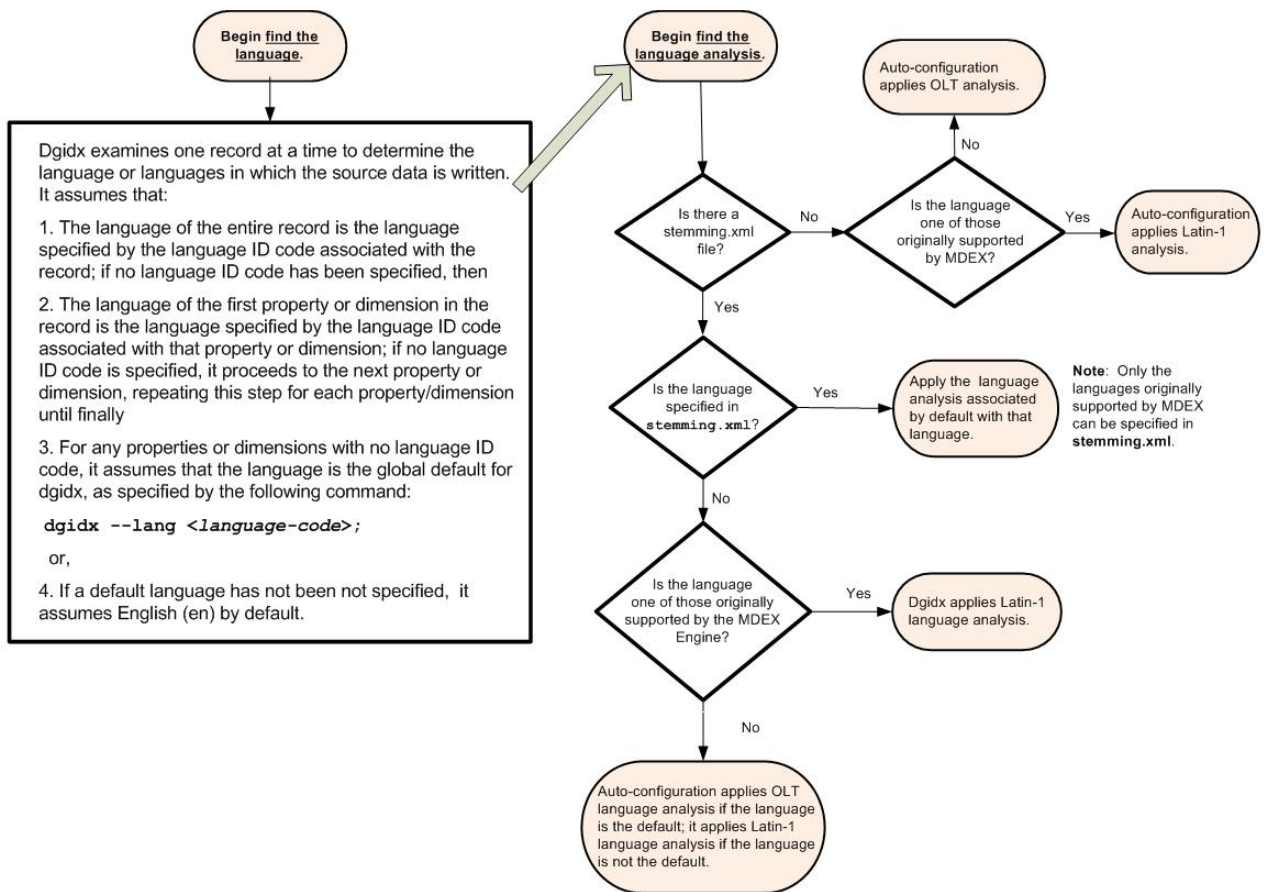 Begin find the
language.
Dgidx examines one record at a time to determine the
language or languages in which the source data is written.
It assumes that:
1. The language of the entire record is the language
specified by the language ID code associated with the
record; if no language ID code has been specified, then
2. The language of the first property or dimension in the
record is the language specified by the language ID code
associated with that property or dimension; if no language
ID code is specified, it proceeds to the next property or
dimension, repeating this step for each property/dimension
until finally
3. For any properties or dimensions with no language ID
code, it assumes that the language is the global default for
dgidx, as specified by the following command:
dgidx --lang <language-code>;
or,
4. If a default language has not been not specified, it
assumes English (en) by default.
Begin find the
language analysis.
Is there a
stemming.xml
file?
No
Is the language
one of those
originally supported
by MDEX?
No
Auto-configuration
applies OLT analysis.
Yes
Auto-configuration
applies Latin-1
analysis.
Yes
Is the language
specified in
stemming.xml?
Yes
Apply the language
analysis associated
by default with that
language.
Note: Only the
languages originally
supported by MDEX
can be specified in
stemming.xml.
No
Is the language
one of those originally
supported by the MDEX
Engine?
Yes
Dgidx applies Latin-1
language analysis.
No
Auto-configuration applies OLT
language analysis if the language
is the default; it applies Latin-1
language analysis if the language
is not the default.